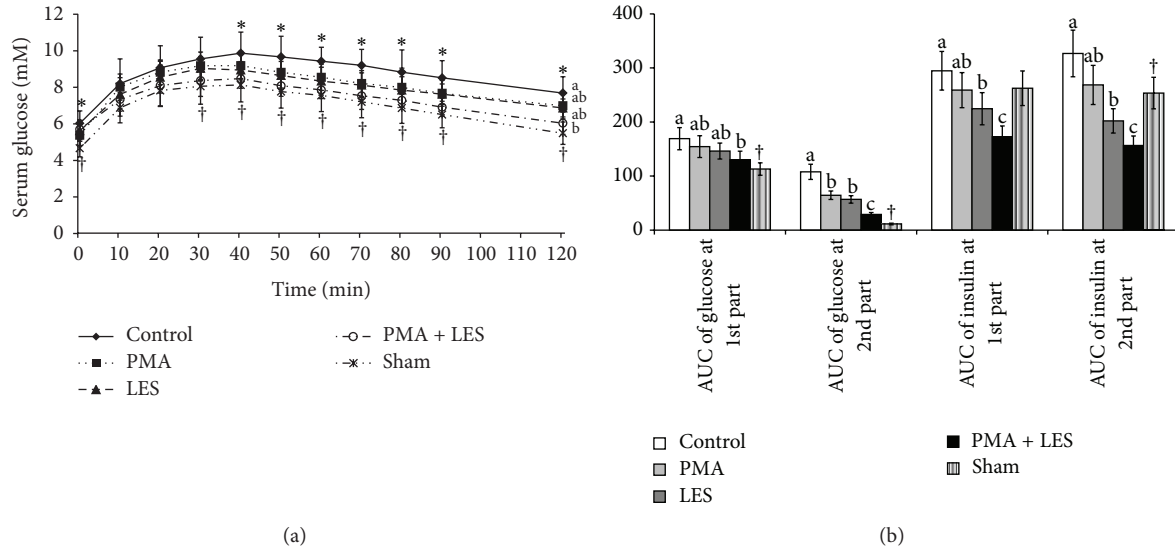 12
10
8
6
4
2
0
Serum glucose (mM)
* * * * * * * *
a
ab
ab
b
† † † † † † † † †
0 10 20 30 40 50 60 70 80 90 100 110 120
Time (min)
Control
PMA
LES
PMA + LES
Sham
(a)
400
300
200
100
0
a ab ab b †
a b b c †
a ab b c
a ab b c †
AUC of glucose at
1st part
AUC of glucose at
2nd part
AUC of insulin at
1st part
AUC of insulin at
2nd part
Control
PMA
LES
PMA + LES
Sham
(b)